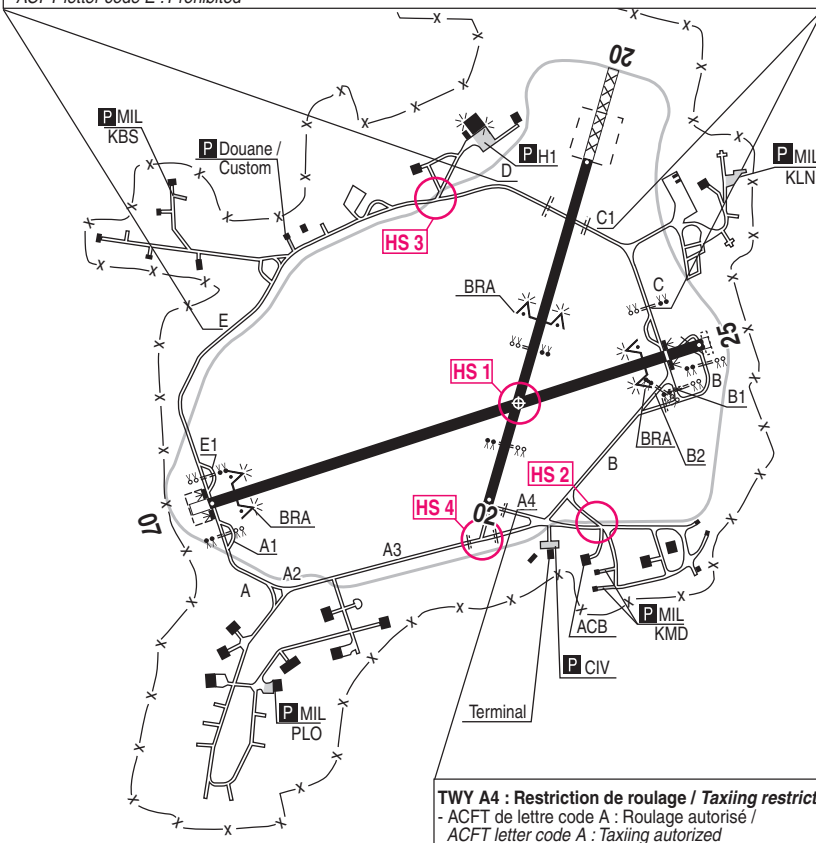 ACFT letter code E : Prohibited
20
P MIL
KBS
P Douane /
Custom
P H1
D
P MIL
KLN
C1
HS 3
E
BRA
C
25
HS 1
B
B1
BRA
B2
E1
B
HS 2
A4
02
HS 4
07
BRA
A1
A3
A2
A
ACB
P MIL
KMD
P CIV
Terminal
P MIL
PLO
TWY A4 : Restriction de roulage / Taxiing restrict
- ACFT de lettre code A : Roulage autorisé /
ACFT letter code A : Taxiing autorized